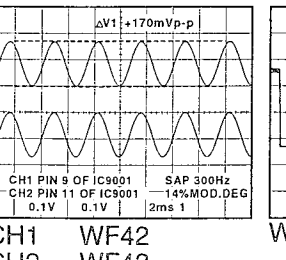 △V1 +170mVp-p
CH1 PIN 9 OF IC9001 SAP 300Hz
CH2 PIN 11 OF IC9001 14%MOD.DEG
0.1V 0.1V 2ms 1
CH1 WF42